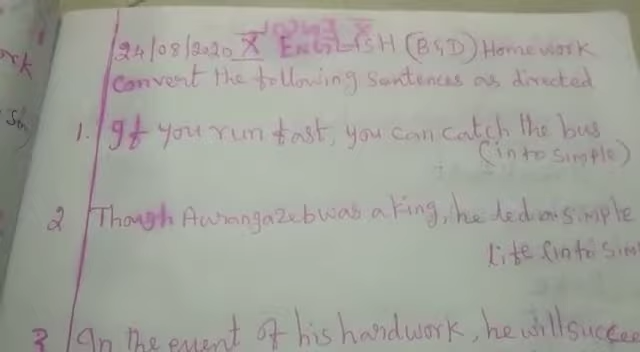 24/08/2020 X ENGLISH (B&D) Homework
Convert the following sentences as directed
1. If you run fast, you can catch the bus
(into simple)
2 Though Aurangazeb was a king, he led a simple
life (into sim
3 In the event of his hardwork, he will succee